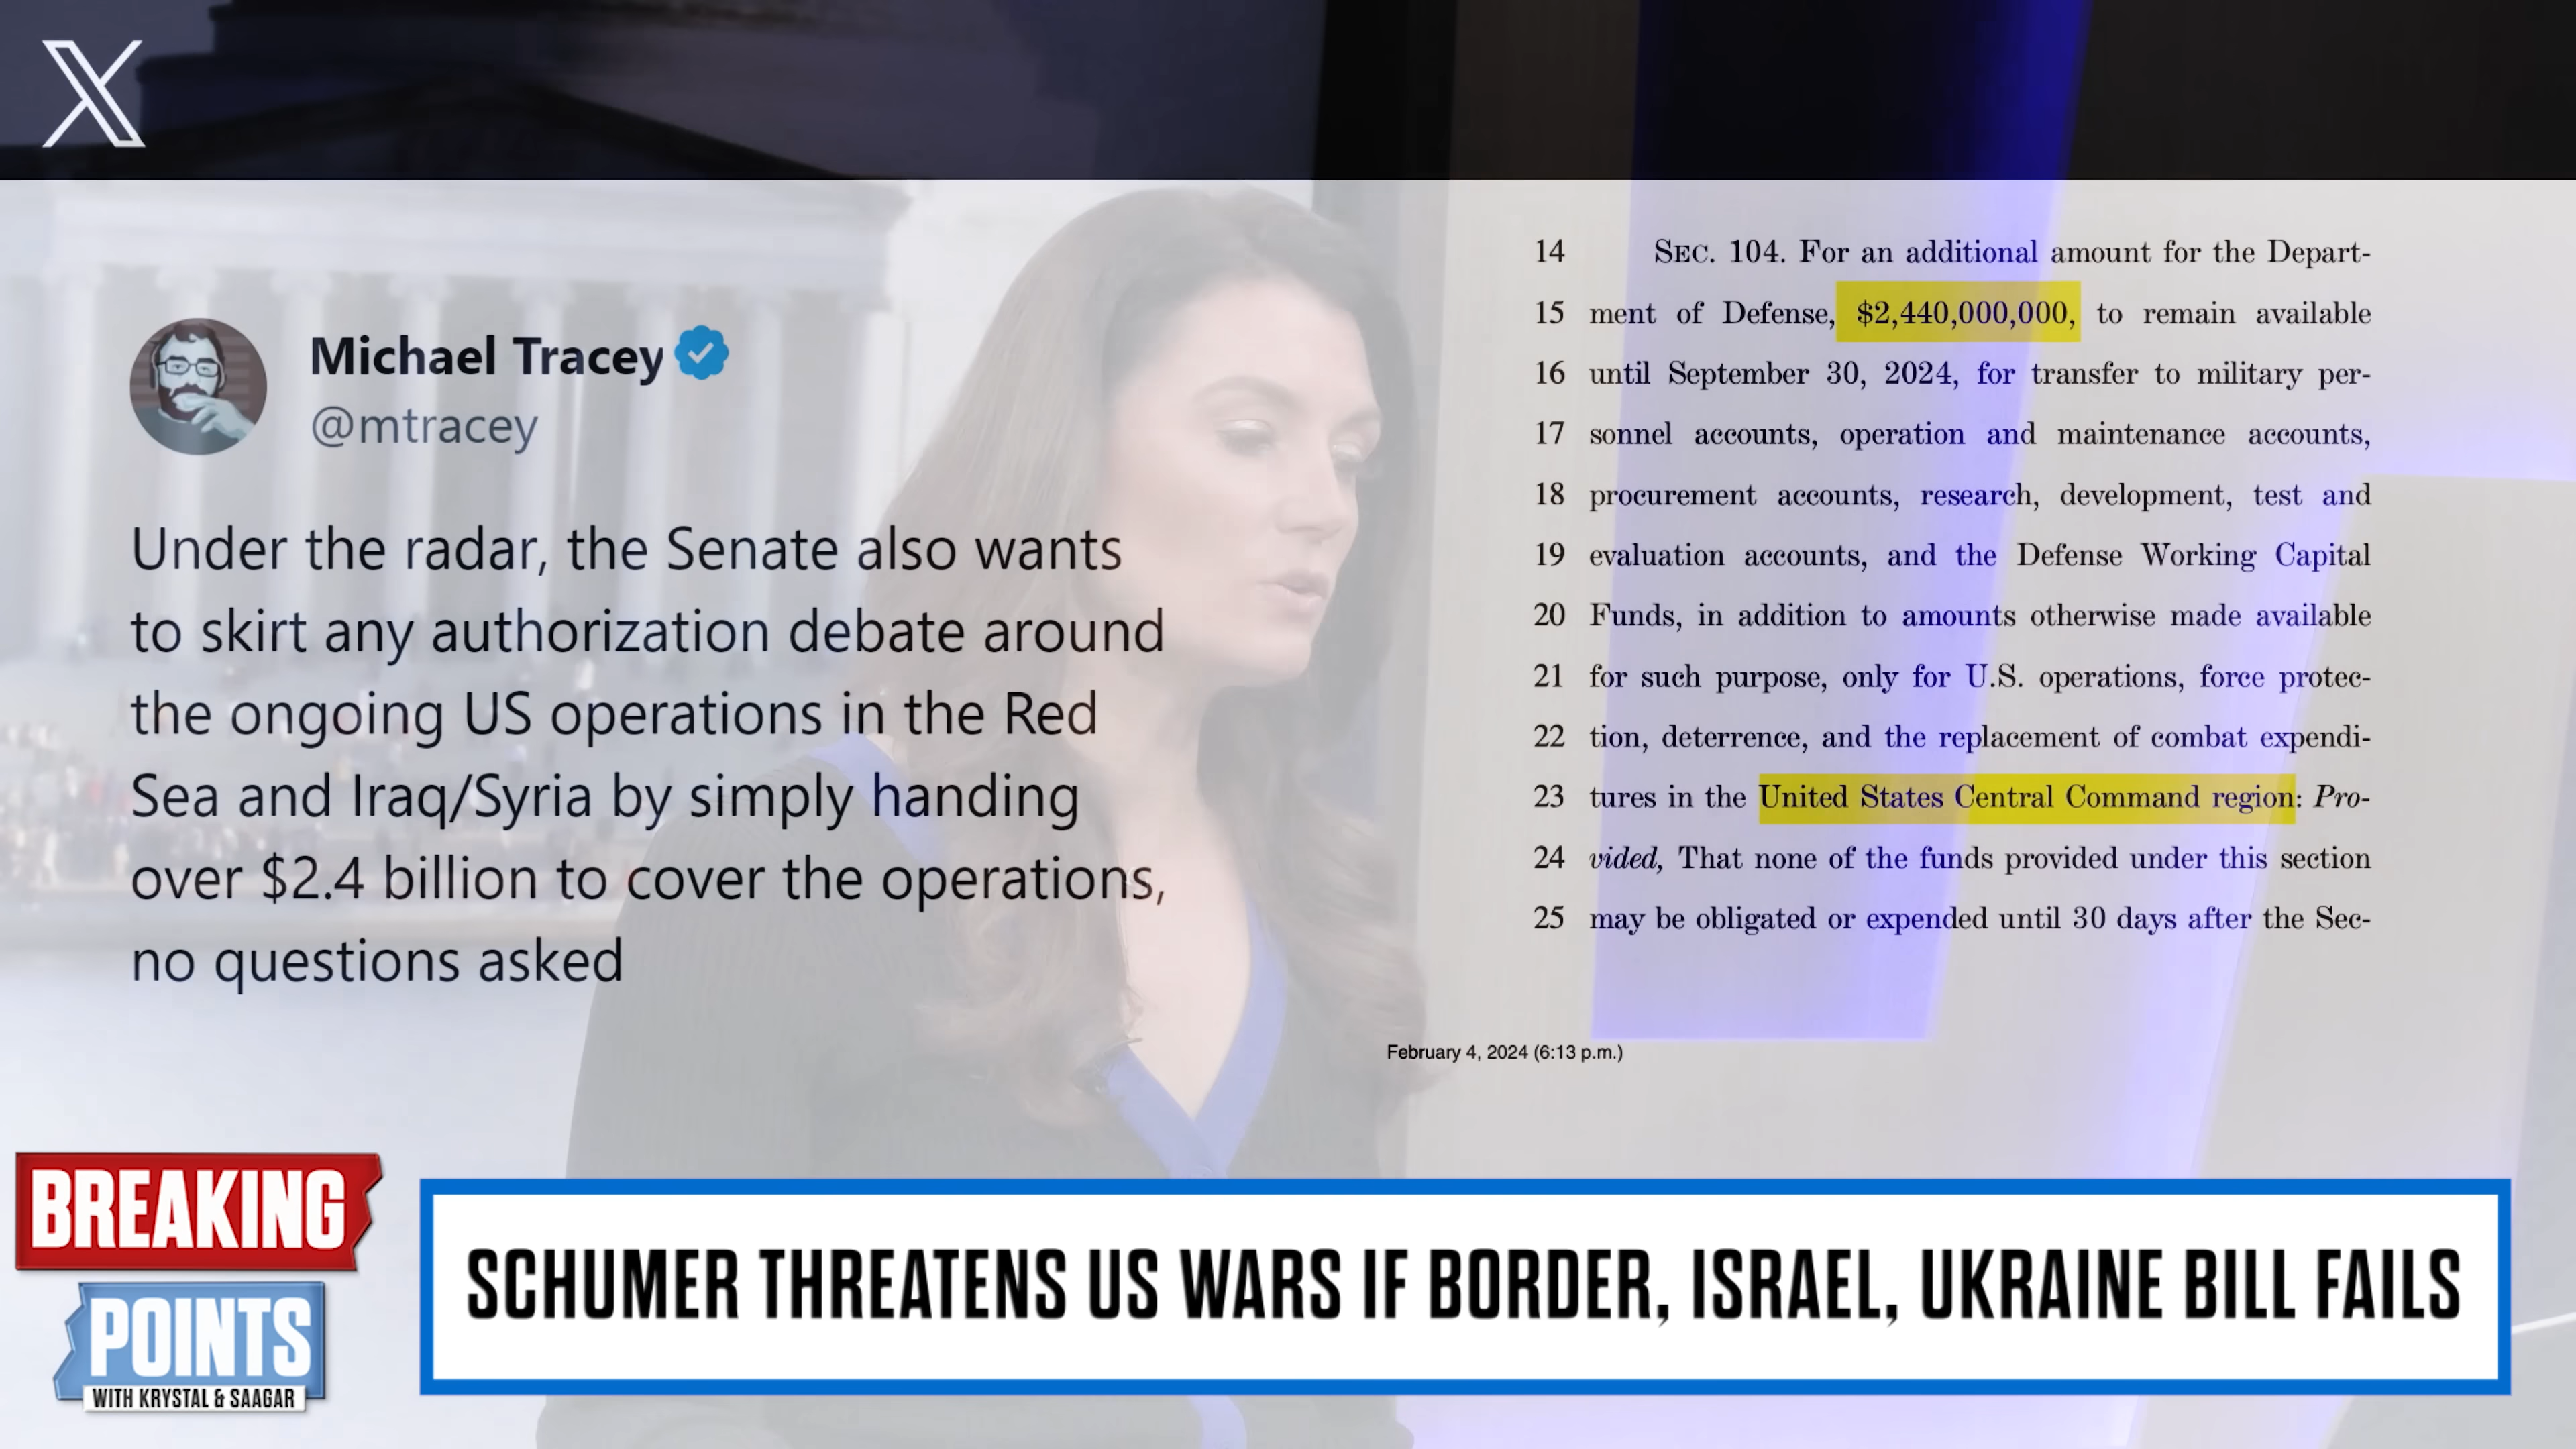 X
Michael Tracey
@mtracey
Under the radar, the Senate also wants
to skirt any authorization debate around
the ongoing US operations in the Red
Sea and Iraq/Syria by simply handing
over $2.4 billion to cover the operations,
no questions asked
14 SEC. 104. For an additional amount for the Depart-
15 ment of Defense, $2,440,000,000, to remain available
16 until September 30, 2024, for transfer to military per-
17 sonnel accounts, operation and maintenance accounts,
18 procurement accounts, research, development, test and
19 evaluation accounts, and the Defense Working Capital
20 Funds, in addition to amounts otherwise made available
21 for such purpose, only for U.S. operations, force protec-
22 tion, deterrence, and the replacement of combat expendi-
23 tures in the United States Central Command region: Pro-
24 vided, That none of the funds provided under this section
25 may be obligated or expended until 30 days after the Sec-
February 4, 2024 (6:13 p.m.)
BREAKING
POINTS
WITH KRYSTAL & SAAGAR
SCHUMER THREATENS US WARS IF BORDER, ISRAEL, UKRAINE BILL FAILS